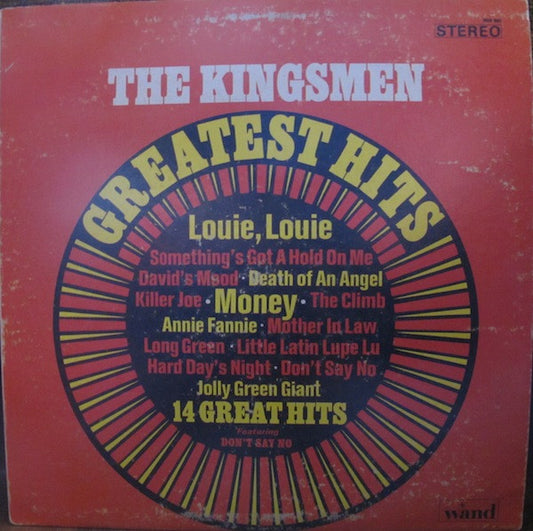 STEREO
THE KINGSMEN
GREATEST HITS
Louie, Louie
Something's Got A Hold On Me
David's Mood · Death of An Angel
Killer Joe · Money · The Climb
Annie Fannie · Mother In Law
Long Green · Little Latin Lupe Lu
Hard Day's Night · Don't Say No
Jolly Green Giant
14 GREAT HITS
Featuring
DON'T SAY NO
wand